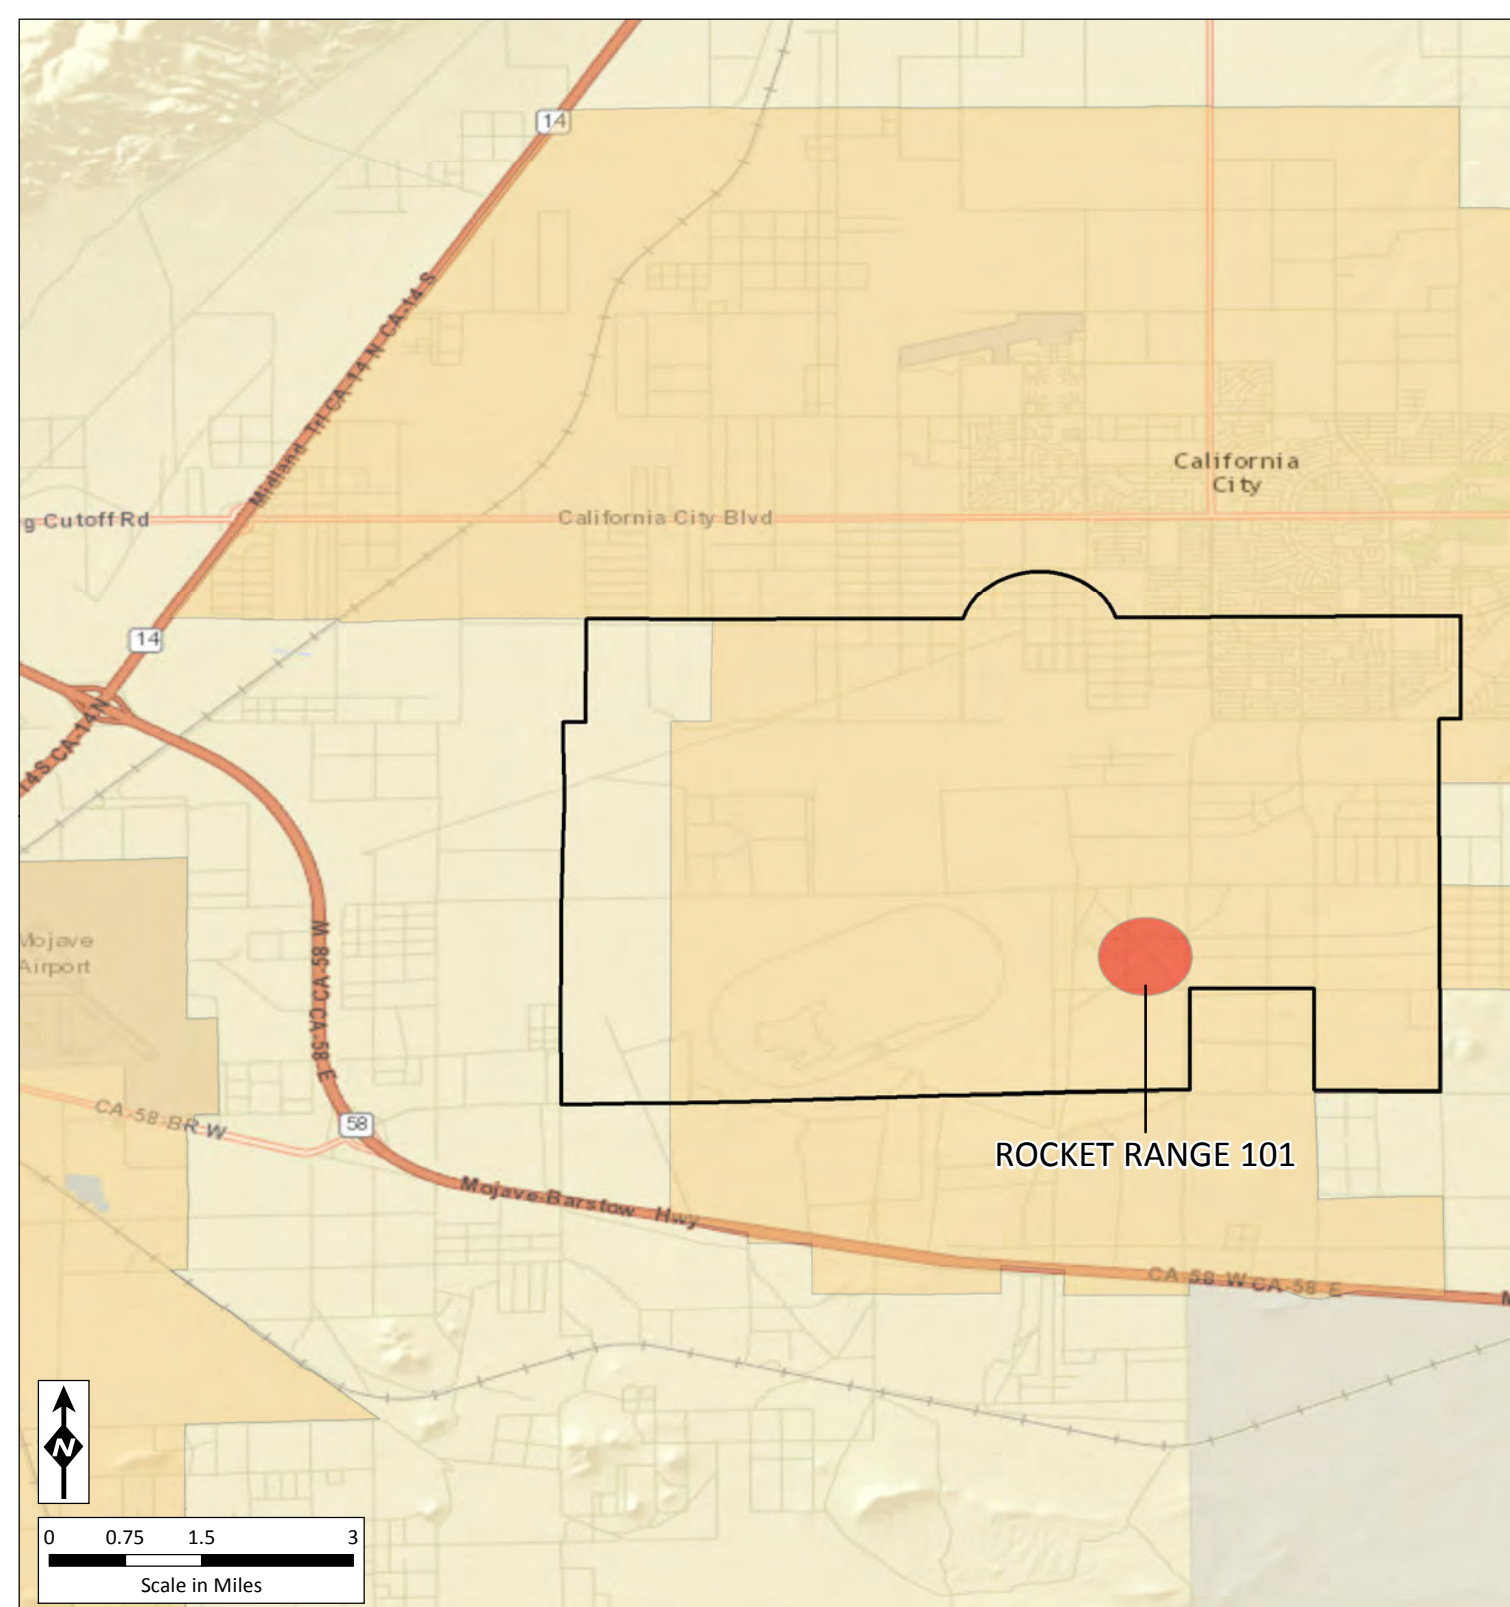 14
Midland Trl CA-14 N CA-14 S
California
City
g Cutoff Rd
California City Blvd
14
14 S CA-14 N
Mojave
Airport
W 58-CA CA-58 E
CA-58-BR W
58
Mojave-Barstow Hwy
ROCKET RANGE 101
CA-58 W CA-58 E
M
N
0 0.75 1.5 3
Scale in Miles